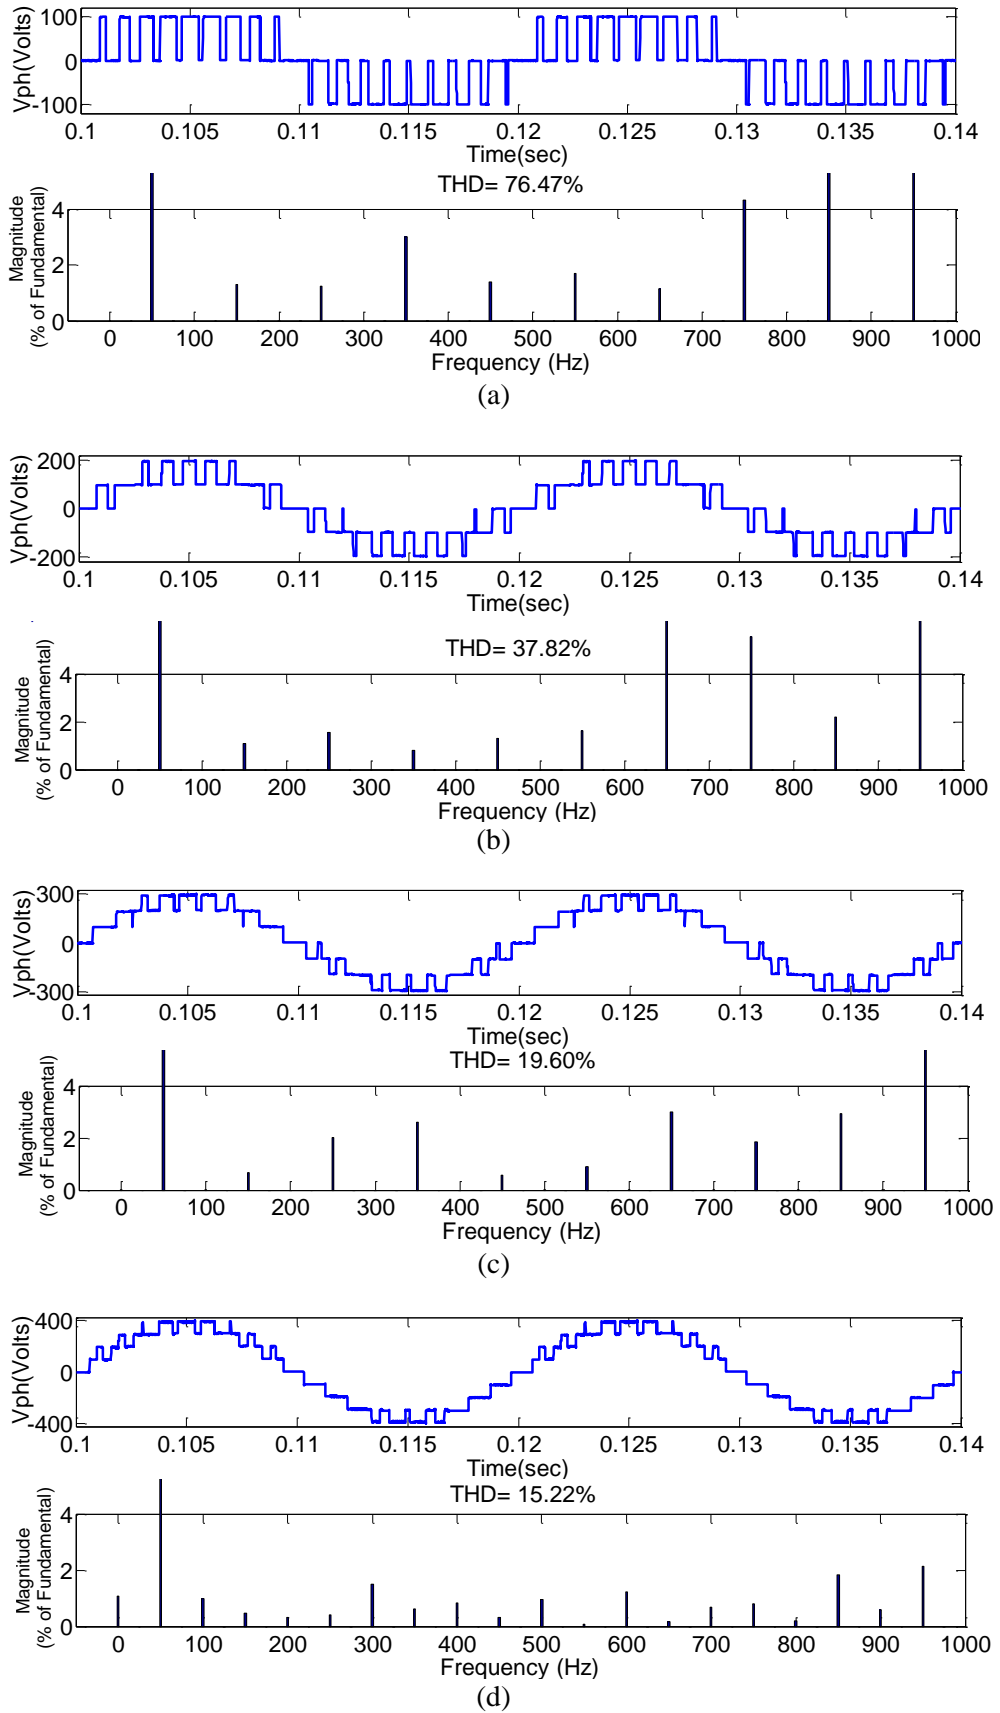 Vph(Volts)
100
0
-100
0.1 0.105 0.11 0.115 0.12 0.125 0.13 0.135 0.14
Time(sec)
THD= 76.47%
Magnitude
(% of Fundamental)
4
2
0
0 100 200 300 400 500 600 700 800 900 1000
Frequency (Hz)
(a)
Vph(Volts)
200
0
-200
0.1 0.105 0.11 0.115 0.12 0.125 0.13 0.135 0.14
Time(sec)
THD= 37.82%
Magnitude
(% of Fundamental)
4
2
0
0 100 200 300 400 500 600 700 800 900 1000
Frequency (Hz)
(b)
Vph(Volts)
300
0
-300
0.1 0.105 0.11 0.115 0.12 0.125 0.13 0.135 0.14
Time(sec)
THD= 19.60%
Magnitude
(% of Fundamental)
4
2
0
0 100 200 300 400 500 600 700 800 900 1000
Frequency (Hz)
(c)
Vph(Volts)
400
0
-400
0.1 0.105 0.11 0.115 0.12 0.125 0.13 0.135 0.14
Time(sec)
THD= 15.22%
Magnitude
(% of Fundamental)
4
2
0
0 100 200 300 400 500 600 700 800 900 1000
Frequency (Hz)
(d)